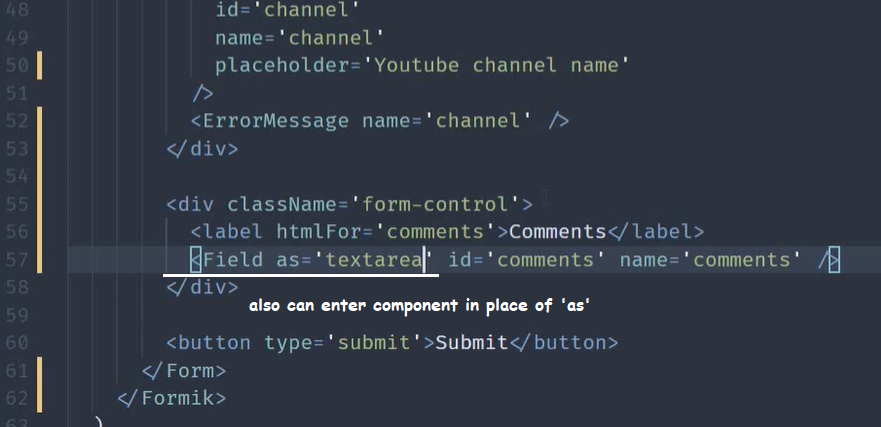 48 id='channel'
49 name='channel'
50 placeholder='Youtube channel name'
51 />
52 <ErrorMessage name='channel' />
53 </div>
54
55 <div className='form-control'>
56 <label htmlFor='comments'>Comments</label>
57 <Field as='textarea' id='comments' name='comments' />
58 </div>
also can enter component in place of 'as'
59
60 <button type='submit'>Submit</button>
61 </Form>
62 </Formik>
63 )